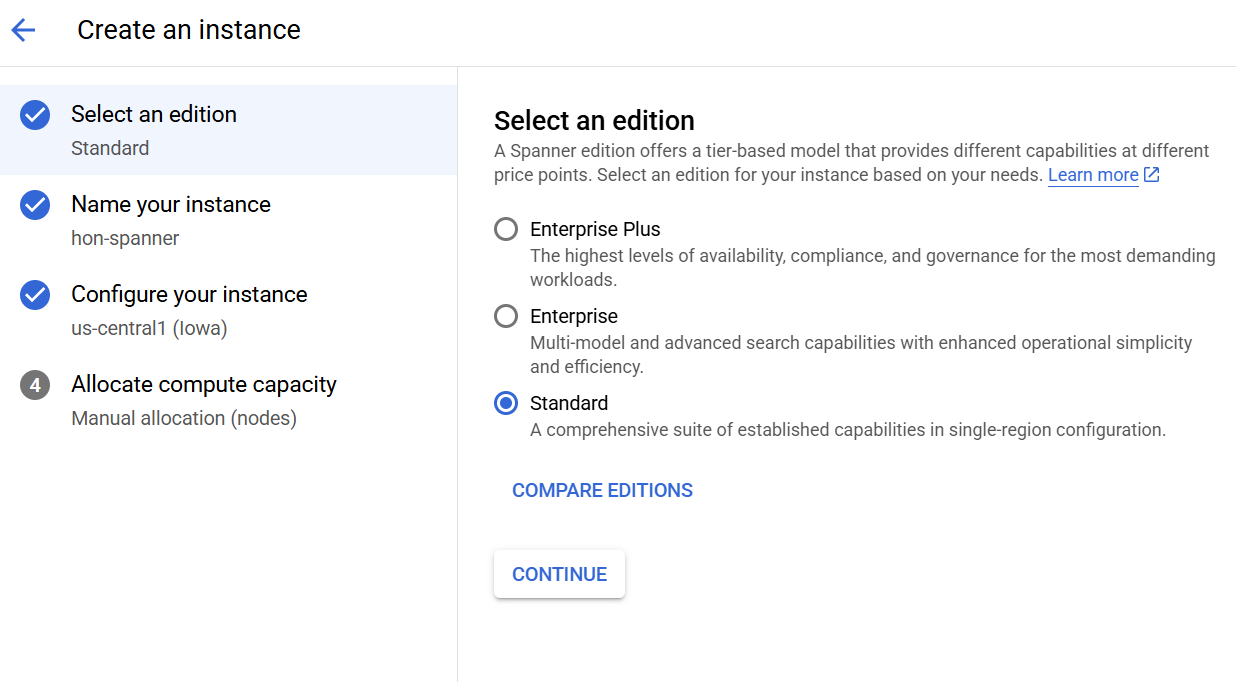 Create an instance
Select an edition
Standard
Name your instance
hon-spanner
Configure your instance
us-central1 (Iowa)
4
Allocate compute capacity
Manual allocation (nodes)
Select an edition
A Spanner edition offers a tier-based model that provides different capabilities at different
price points. Select an edition for your instance based on your needs. Learn more
Enterprise Plus
The highest levels of availability, compliance, and governance for the most demanding
workloads.
Enterprise
Multi-model and advanced search capabilities with enhanced operational simplicity
and efficiency.
Standard
A comprehensive suite of established capabilities in single-region configuration.
COMPARE EDITIONS
CONTINUE